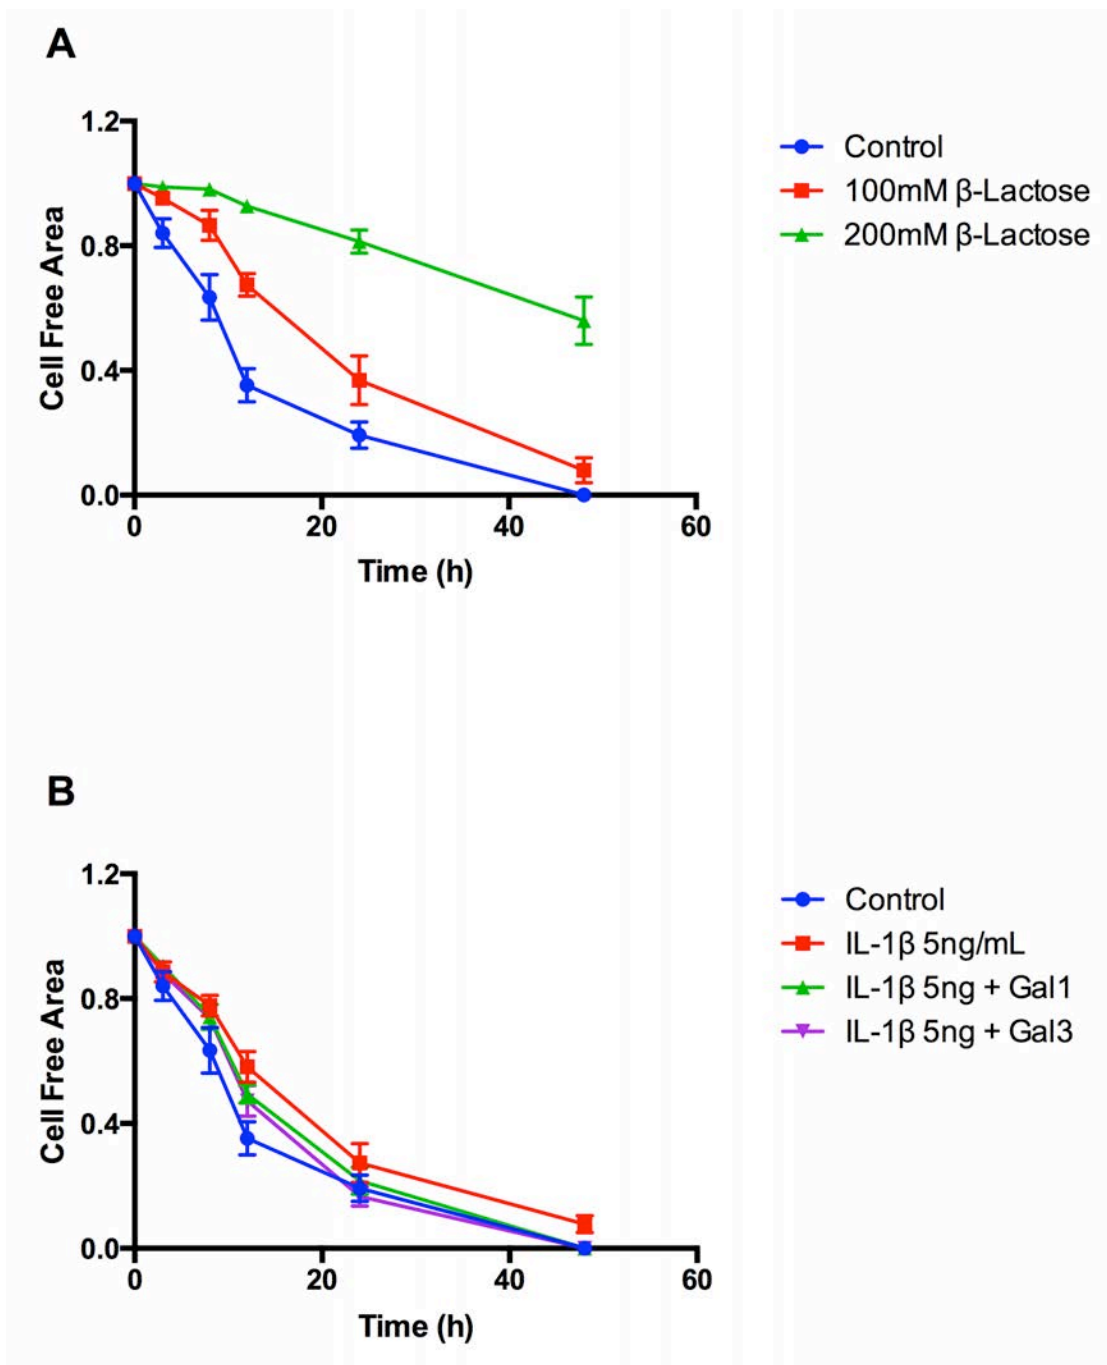 A
1.2
0.8
0.4
0.0
Cell Free Area
0
20
40
60
Time (h)
Control
100mM β-Lactose
200mM β-Lactose
B
1.2
0.8
0.4
0.0
Cell Free Area
0
20
40
60
Time (h)
Control
IL-1β 5ng/mL
IL-1β 5ng + Gal1
IL-1β 5ng + Gal3